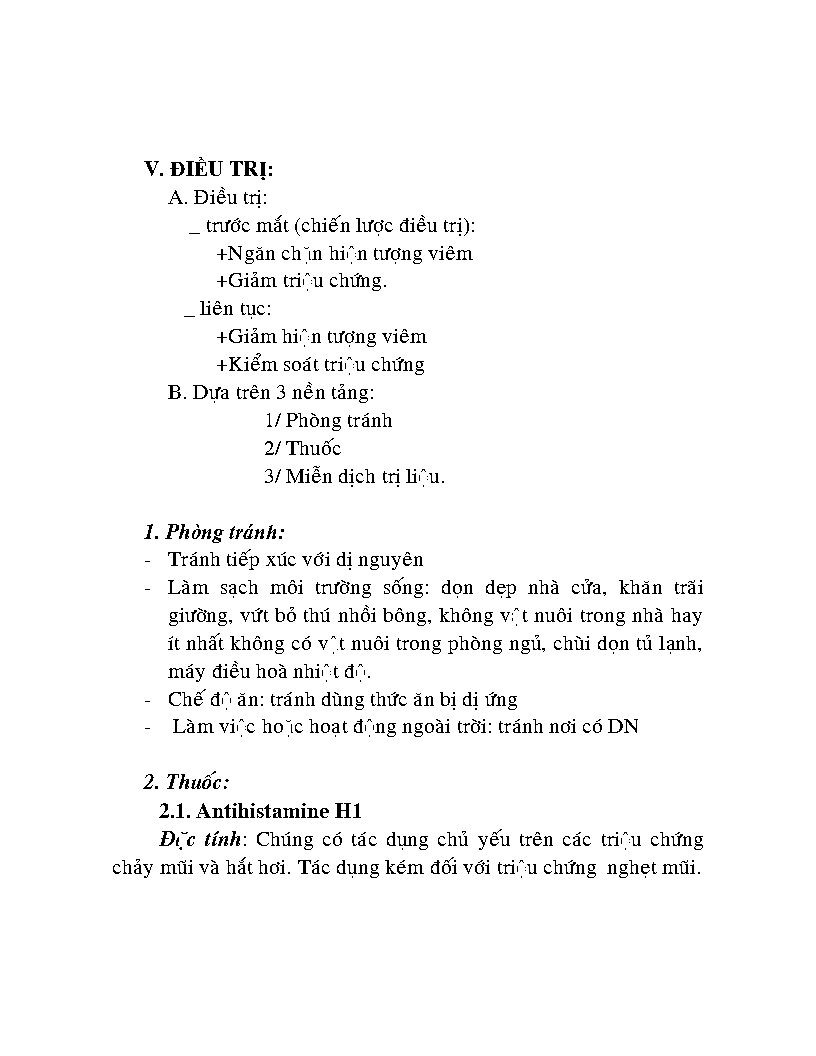 V. ĐIỀU TRỊ:
A. Điều trị:
_ trước mắt (chiến lược điều trị):
+Ngăn chặn hiện tượng viêm
+Giảm triệu chứng.
_ liên tục:
+Giảm hiện tượng viêm
+Kiểm soát triệu chứng
B. Dựa trên 3 nền tảng:
1/ Phòng tránh
2/ Thuốc
3/ Miễn dịch trị liệu.
1. Phòng tránh:
- Tránh tiếp xúc với dị nguyên
- Làm sạch môi trường sống: dọn dẹp nhà cửa, khăn trãi
giường, vứt bỏ thú nhồi bông, không vật nuôi trong nhà hay
ít nhất không có vật nuôi trong phòng ngủ, chùi dọn tủ lạnh,
máy điều hoà nhiệt độ.
- Chế độ ăn: tránh dùng thức ăn bị dị ứng
- Làm việc hoặc hoạt động ngoài trời: tránh nơi có DN
2. Thuốc:
2.1. Antihistamine H1
Đặc tính: Chúng có tác dụng chủ yếu trên các triệu chứng
chảy mũi và hắt hơi. Tác dụng kém đối với triệu chứng nghẹt mũi.